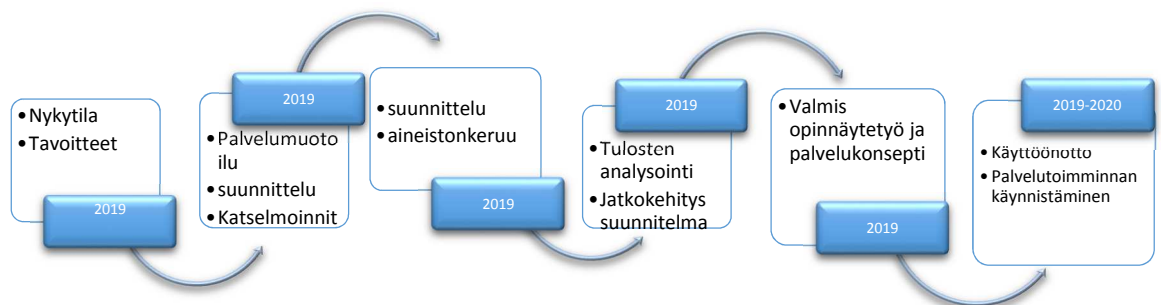 • Nykytila
• Tavoitteet
2019
2019
• Palvelumuoto
ilu
• suunnittelu
• Katselmoinnit
• suunnittelu
• aineistonkeruu
2019
2019
• Tulosten
analysointi
• Jatkokehitys
suunnitelma
• Valmis
opinnäytetyö ja
palvelukonsepti
2019
2019-2020
• Käyttöönotto
• Palvelutoimminnan
käynnistäminen